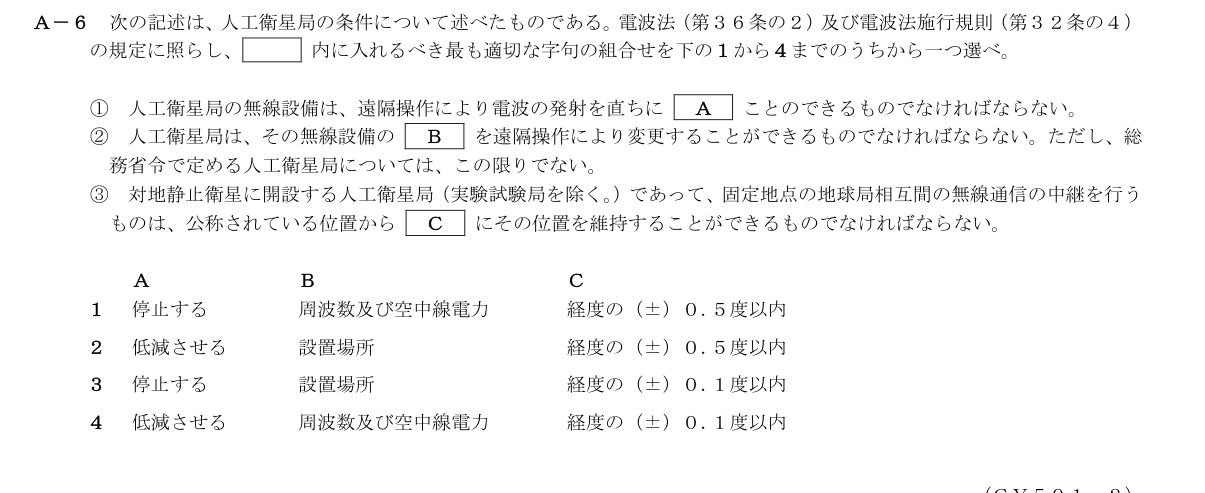 A－6　次の記述は、人工衛星局の条件について述べたものである。電波法（第３６条の２）及び電波法施行規則（第３２条の４）
の規定に照らし、　　　内に入れるべき最も適切な字句の組合せを下の1から4までのうちから一つ選べ。
①　人工衛星局の無線設備は、遠隔操作により電波の発射を直ちに　A　ことのできるものでなければならない。
②　人工衛星局は、その無線設備の　B　を遠隔操作により変更することができるものでなければならない。ただし、総
務省令で定める人工衛星局については、この限りでない。
③　対地静止衛星に開設する人工衛星局（実験試験局を除く。）であって、固定地点の地球局相互間の無線通信の中継を行う
ものは、公称されている位置から　C　にその位置を維持することができるものでなければならない。
A　B　C
1　停止する　周波数及び空中線電力　経度の（±）０．５度以内
2　低減させる　設置場所　経度の（±）０．５度以内
3　停止する　設置場所　経度の（±）０．１度以内
4　低減させる　周波数及び空中線電力　経度の（±）０．１度以内